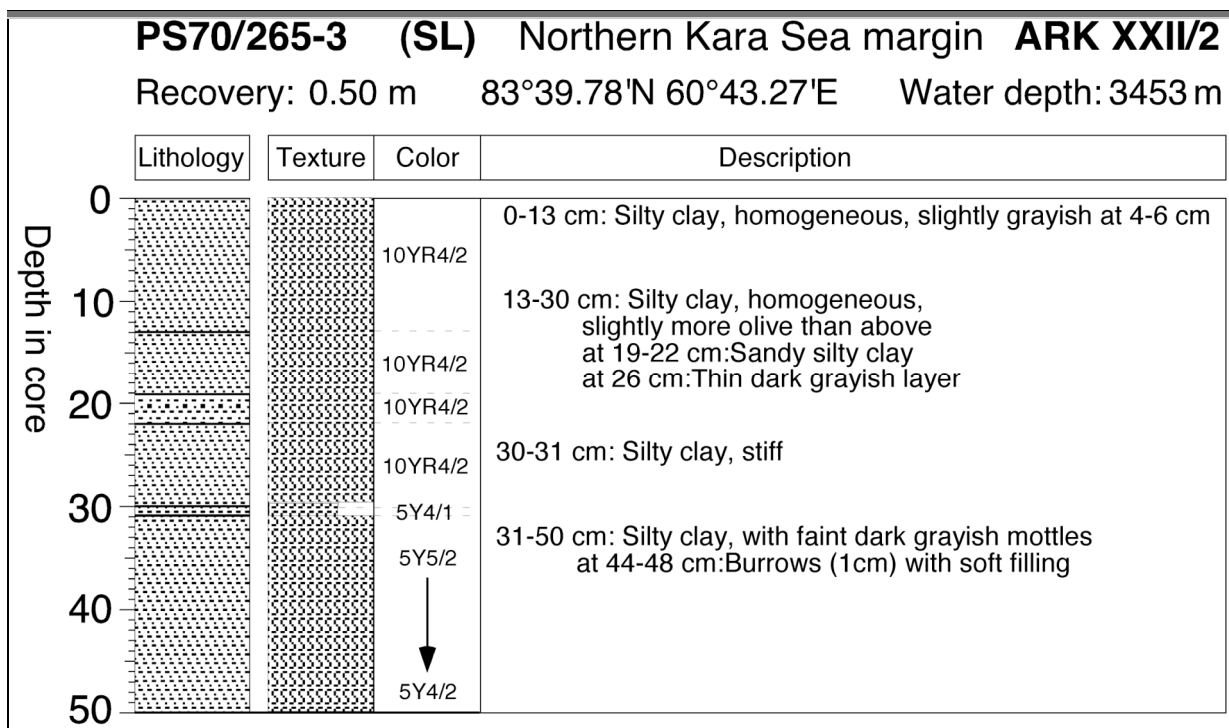 PS70/265-3 (SL) Northern Kara Sea margin ARK XXII/2
Recovery: 0.50 m 83°39.78'N 60°43.27'E Water depth: 3453 m
Lithology Texture Color Description
Depth in core
0
10
20
30
40
50
10YR4/2
10YR4/2
10YR4/2
10YR4/2
5Y4/1
5Y5/2
5Y4/2
0-13 cm: Silty clay, homogeneous, slightly grayish at 4-6 cm
13-30 cm: Silty clay, homogeneous,
slightly more olive than above
at 19-22 cm:Sandy silty clay
at 26 cm:Thin dark grayish layer
30-31 cm: Silty clay, stiff
31-50 cm: Silty clay, with faint dark grayish mottles
at 44-48 cm:Burrows (1cm) with soft filling